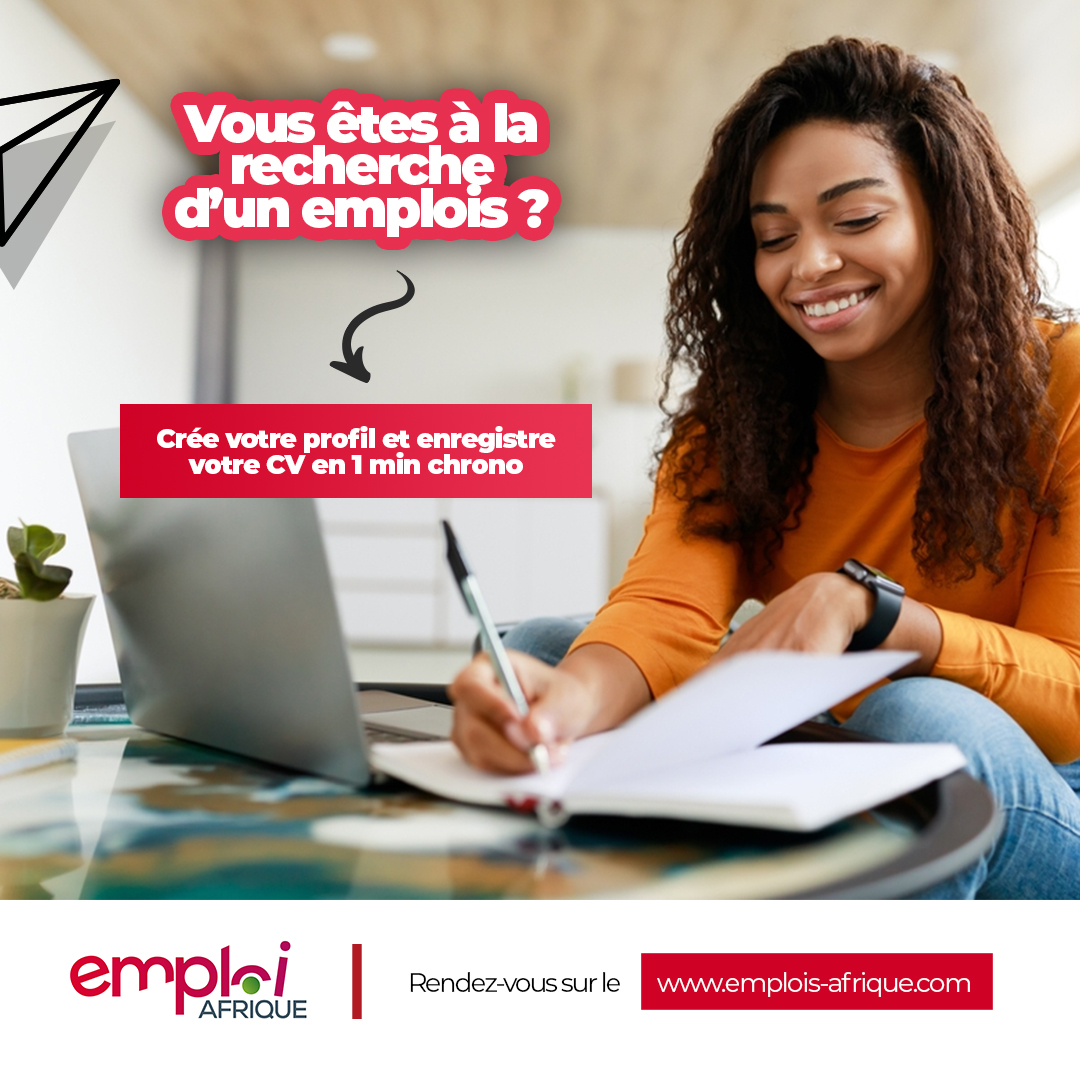 Vous êtes à la
recherche
d’un emplois ?
Crée votre profil et enregistre
votre CV en 1 min chrono
emploi
AFRIQUE
Rendez-vous sur le
www.emplois-afrique.com